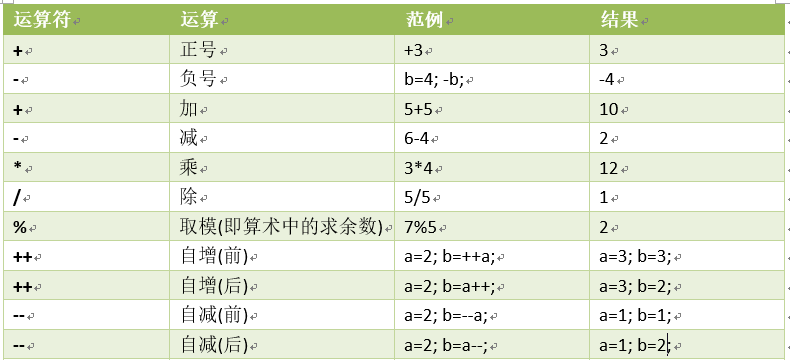 运算符 运算 范例 结果
+ 正号 +3 3
- 负号 b=4; -b; -4
+ 加 5+5 10
- 减 6-4 2
* 乘 3*4 12
/ 除 5/5 1
% 取模(即算术中的求余数) 7%5 2
++ 自增(前) a=2; b=++a; a=3; b=3;
++ 自增(后) a=2; b=a++; a=3; b=2;
-- 自减(前) a=2; b=--a; a=1; b=1;
-- 自减(后) a=2; b=a--; a=1; b=2;